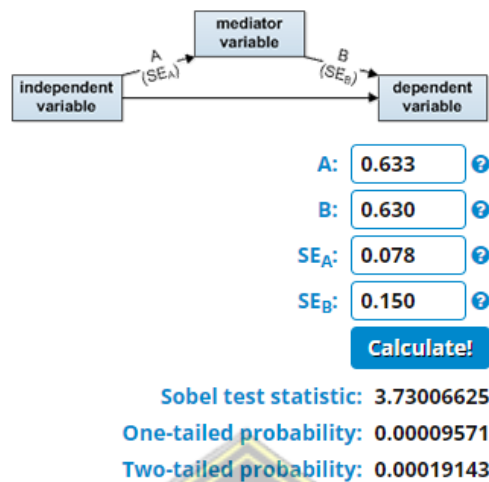 mediator
variable
A
(SEA)
B
(SEB)
independent
variable
dependent
variable
A: 0.633 ?
B: 0.630 ?
SEA: 0.078 ?
SEB: 0.150 ?
Calculate!
Sobel test statistic: 3.73006625
One-tailed probability: 0.00009571
Two-tailed probability: 0.00019143